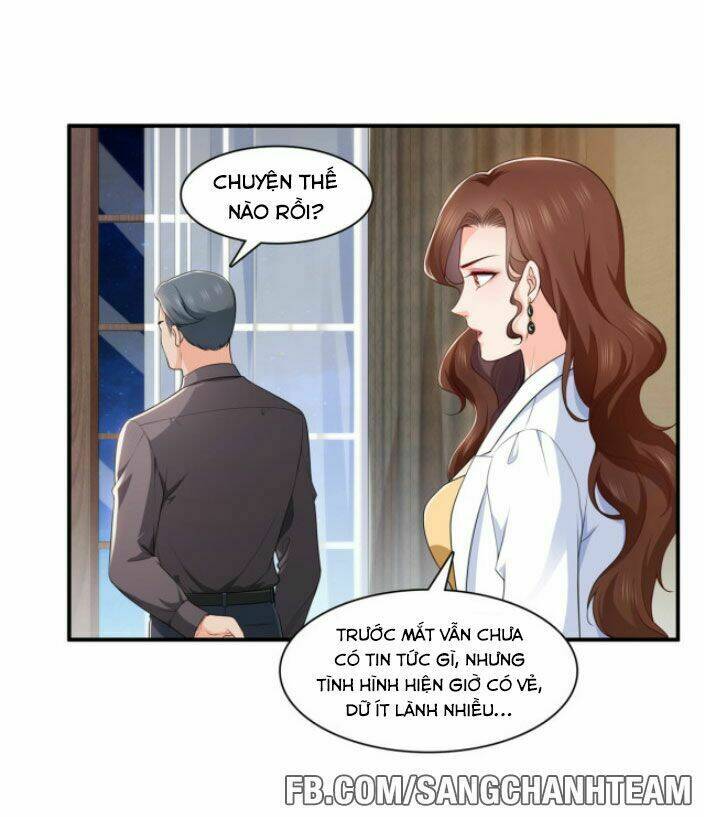 CHUYỆN THẾ
NÀO RỒI?
TRƯỚC MẮT VẪN CHƯA
CÓ TIN TỨC GÌ, NHƯNG
TÌNH HÌNH HIỆN GIỜ CÓ VẺ,
DỮ ÍT LÀNH NHIỀU...
FB.COM/SANGCHANHTEAM